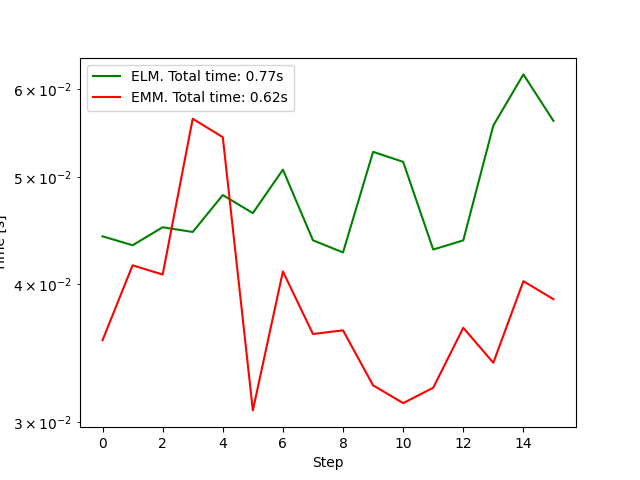 ELM. Total time: 0.77s
EMM. Total time: 0.62s
6 × 10⁻²
5 × 10⁻²
4 × 10⁻²
3 × 10⁻²
Time [s]
0 2 4 6 8 10 12 14
Step